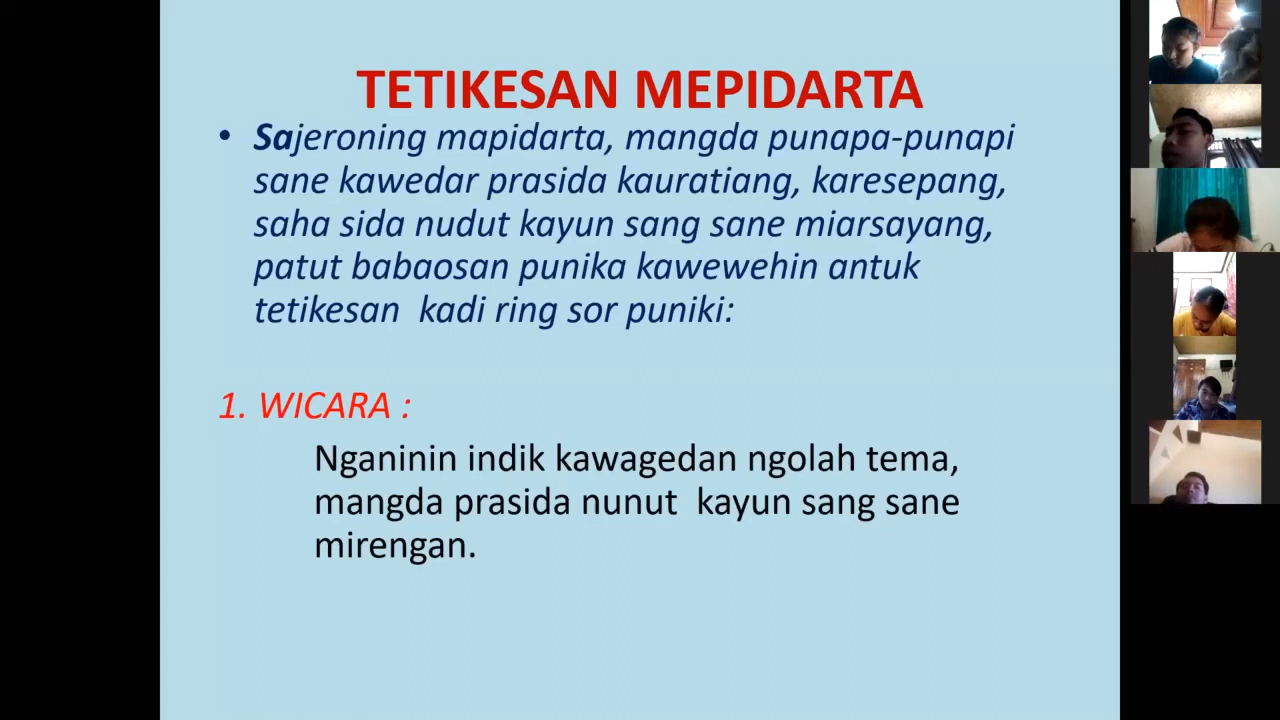 TETIKESAN MEPIDARTA
• Sajeroning mapidarta, mangda punapa-punapi
sane kawedar prasida kauratiang, karesepang,
saha sida nudut kayun sang sane miarsayang,
patut babaosan punika kawewehin antuk
tetikesan kadi ring sor puniki:
1. WICARA :
Nganinin indik kawagedan ngolah tema,
mangda prasida nunut kayun sang sane
mirengan.